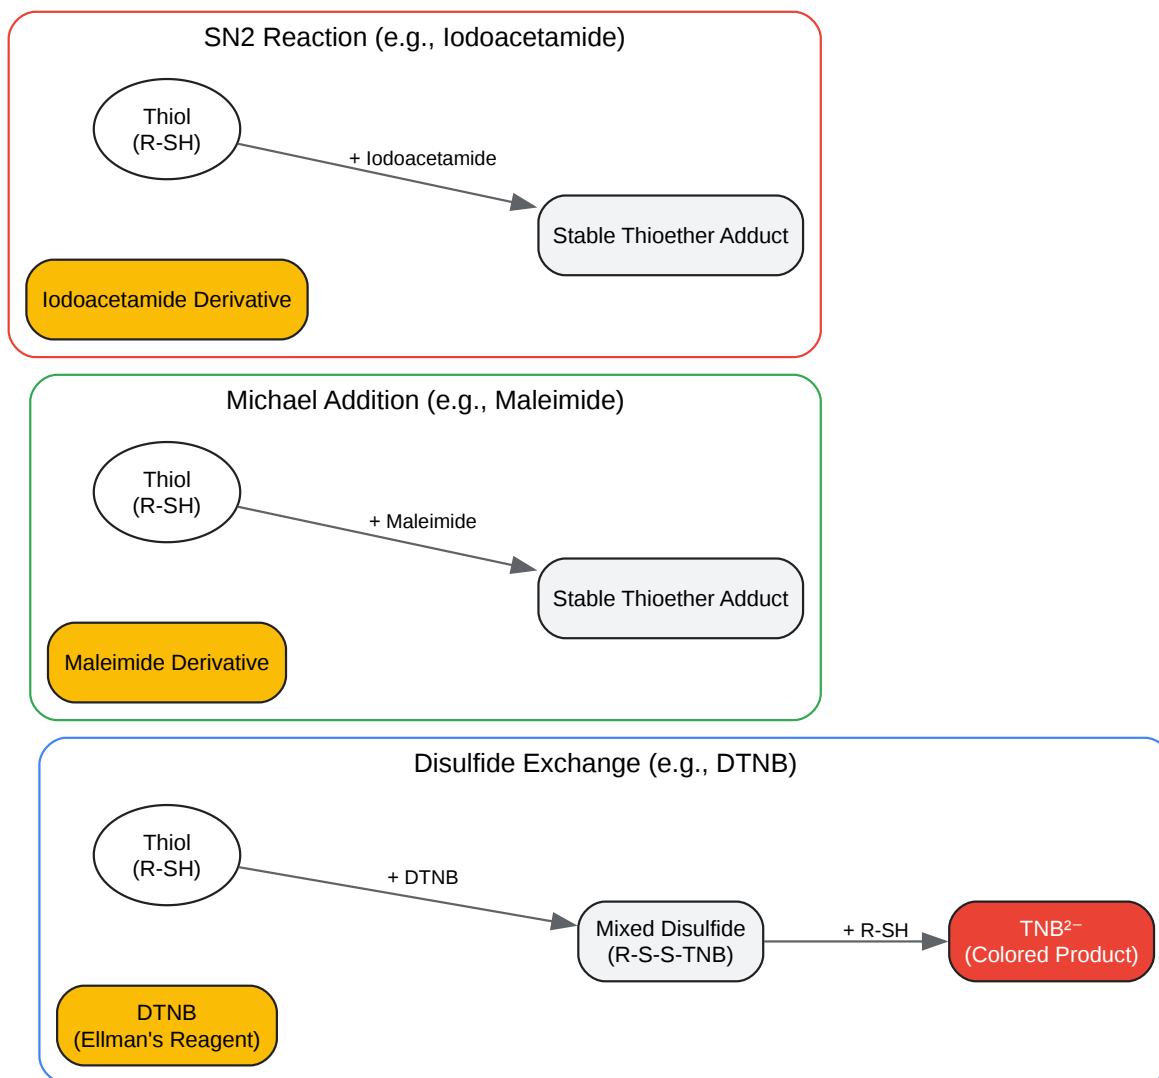 SN2 Reaction (e.g., Iodoacetamide)
Thiol
(R-SH)
+ Iodoacetamide
Stable Thioether Adduct
Iodoacetamide Derivative
Michael Addition (e.g., Maleimide)
Thiol
(R-SH)
+ Maleimide
Stable Thioether Adduct
Maleimide Derivative
Disulfide Exchange (e.g., DTNB)
Thiol
(R-SH)
+ DTNB
Mixed Disulfide
(R-S-S-TNB)
+ R-SH
TNB²⁻
(Colored Product)
DTNB
(Ellman's Reagent)